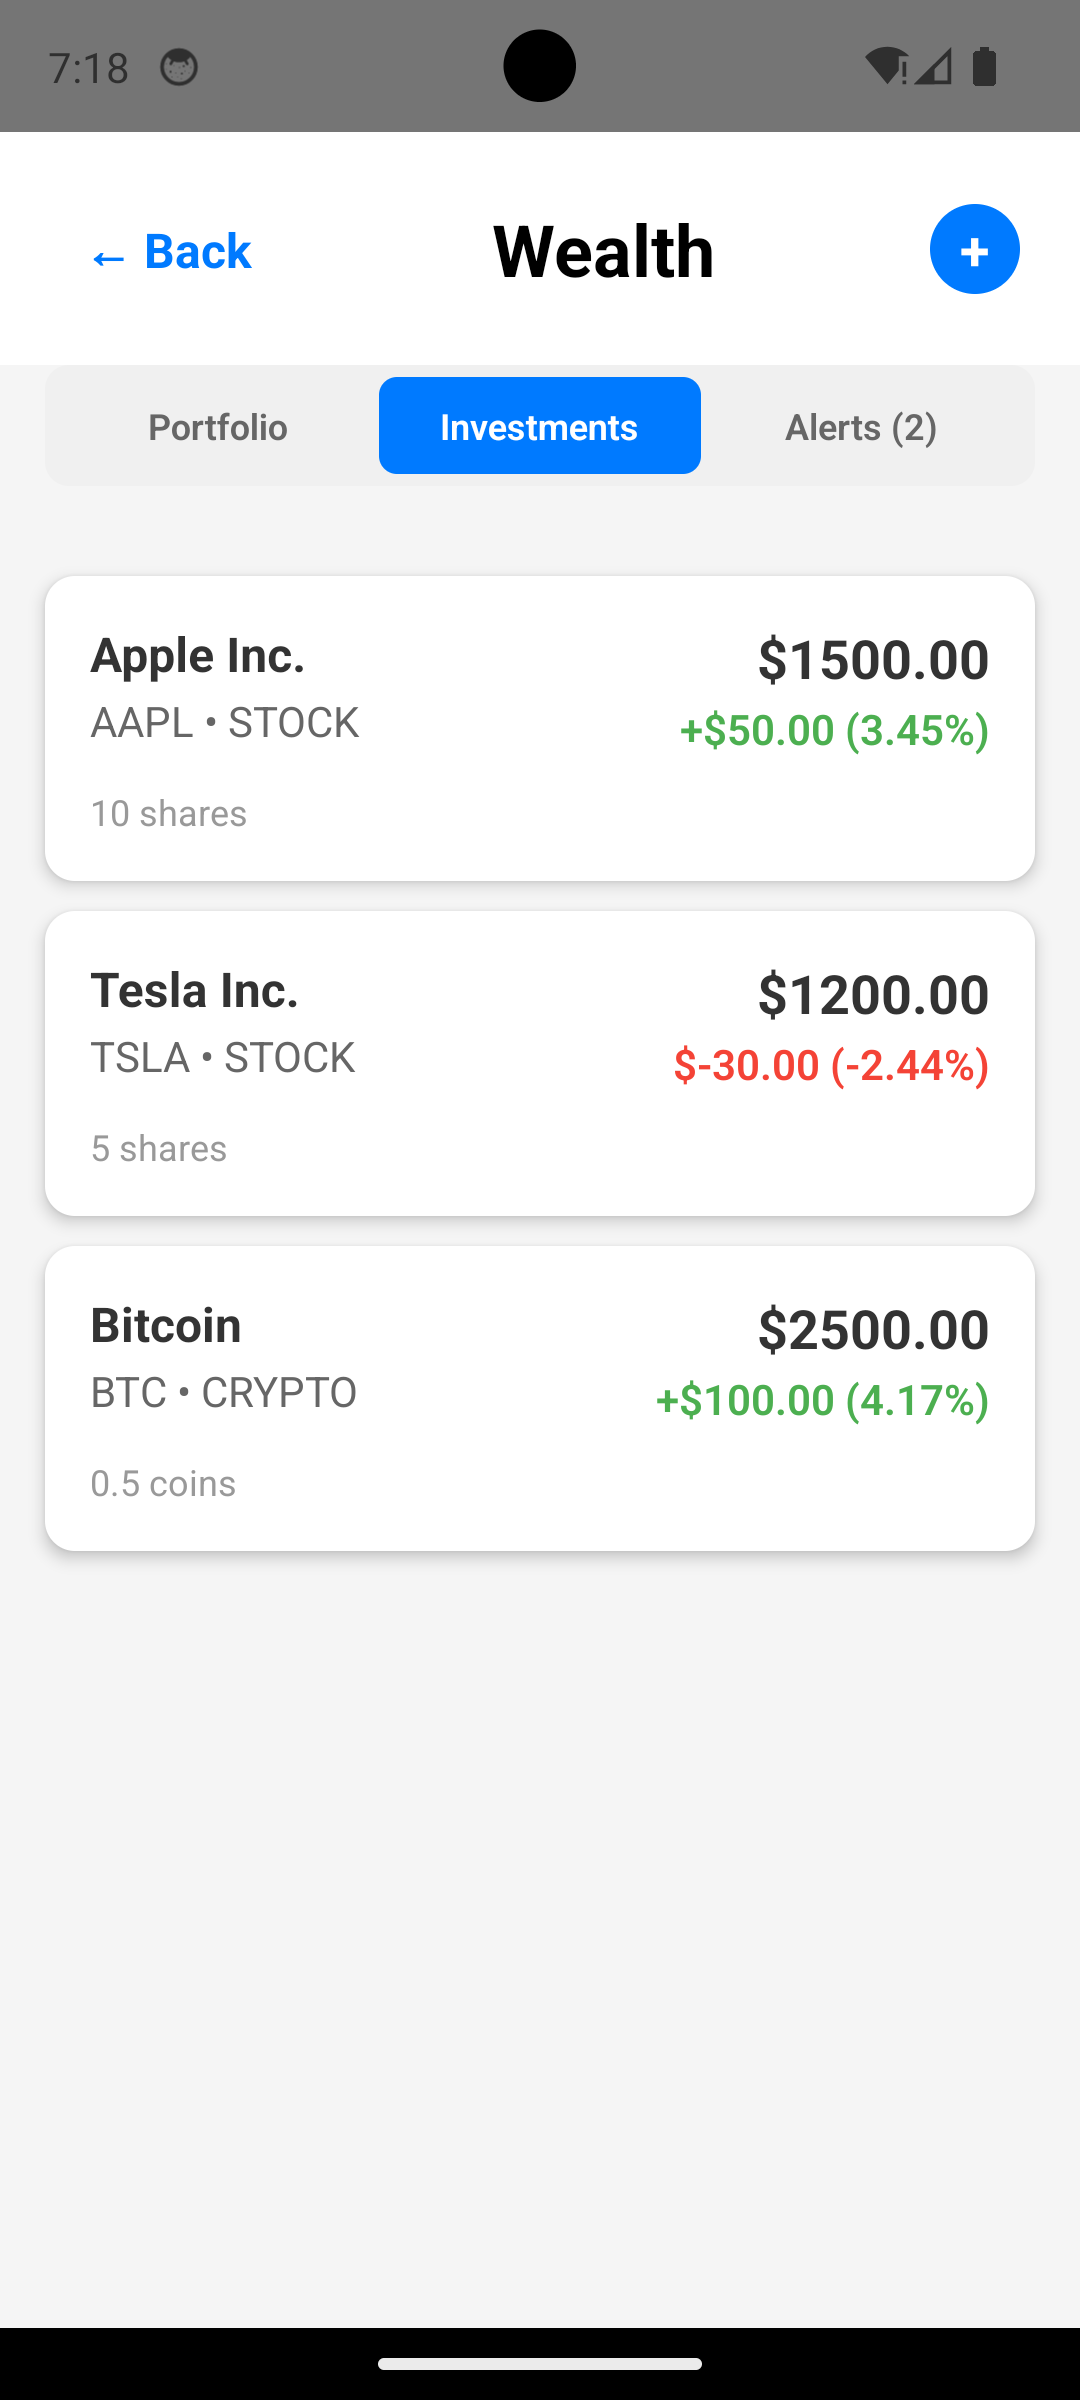 7:18
← Back
Wealth
+
Portfolio
Investments
Alerts (2)
Apple Inc.
$1500.00
AAPL • STOCK
+$50.00 (3.45%)
10 shares
Tesla Inc.
$1200.00
TSLA • STOCK
$-30.00 (-2.44%)
5 shares
Bitcoin
$2500.00
BTC • CRYPTO
+$100.00 (4.17%)
0.5 coins